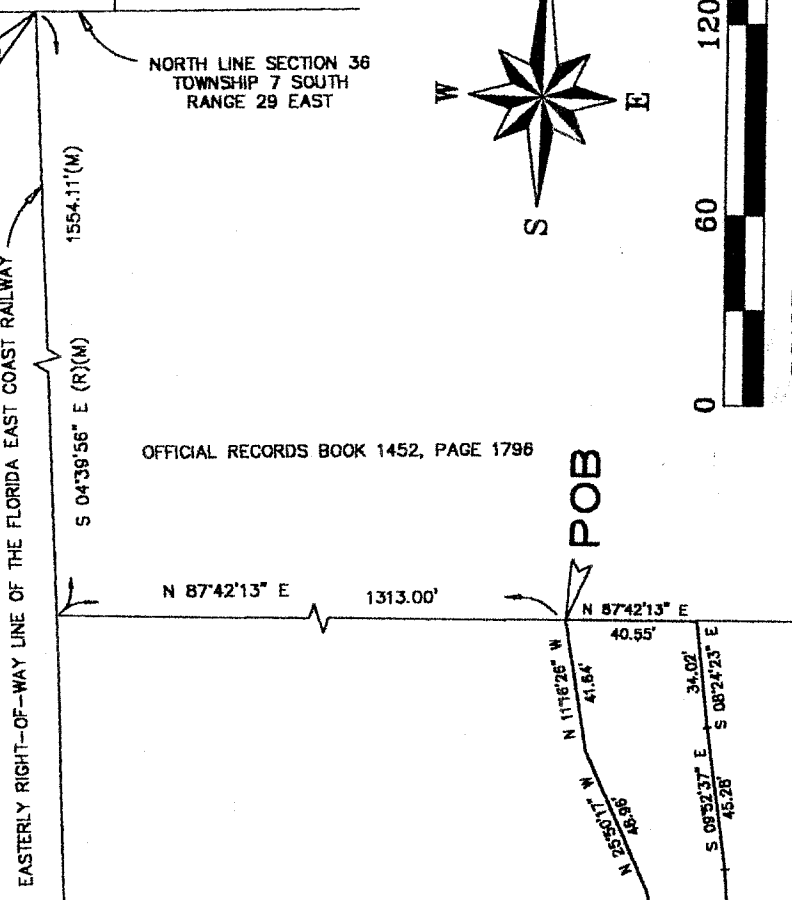 NORTH LINE SECTION 36
TOWNSHIP 7 SOUTH
RANGE 29 EAST
W
E
S
120
60
0
1554.11'(M)
S 04°39'56" E (R)(M)
EASTERLY RIGHT-OF-WAY LINE OF THE FLORIDA EAST COAST RAILWAY
OFFICIAL RECORDS BOOK 1452, PAGE 1796
POB
N 87°42'13" E
1313.00'
N 87°42'13" E
40.55'
N 11°16'26" W
41.64'
34.02'
S 08°24'23" E
N 25°50'17" W
46.96'
S 09°52'37" E
45.26'